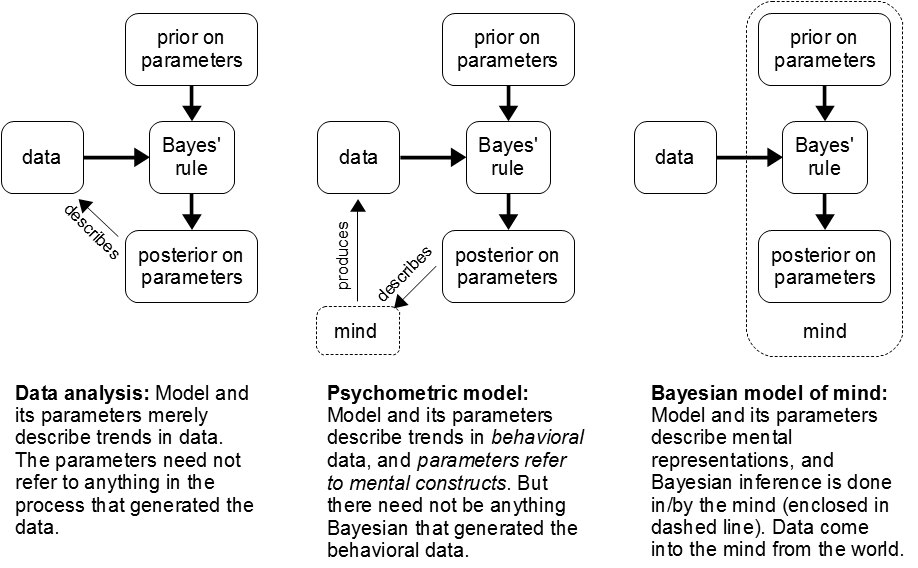 prior on
parameters
data
Bayes'
rule
describes
posterior on
parameters
Data analysis: Model and
its parameters merely
describe trends in data.
The parameters need not
refer to anything in the
process that generated the
data.
prior on
parameters
data
Bayes'
rule
produces
describes
posterior on
parameters
mind
Psychometric model:
Model and its parameters
describe trends in behavioral
data, and parameters refer
to mental constructs. But
there need not be anything
Bayesian that generated the
behavioral data.
prior on
parameters
data
Bayes'
rule
posterior on
parameters
mind
Bayesian model of mind:
Model and its parameters
describe mental
representations, and
Bayesian inference is done
in/by the mind (enclosed in
dashed line). Data come
into the mind from the world.